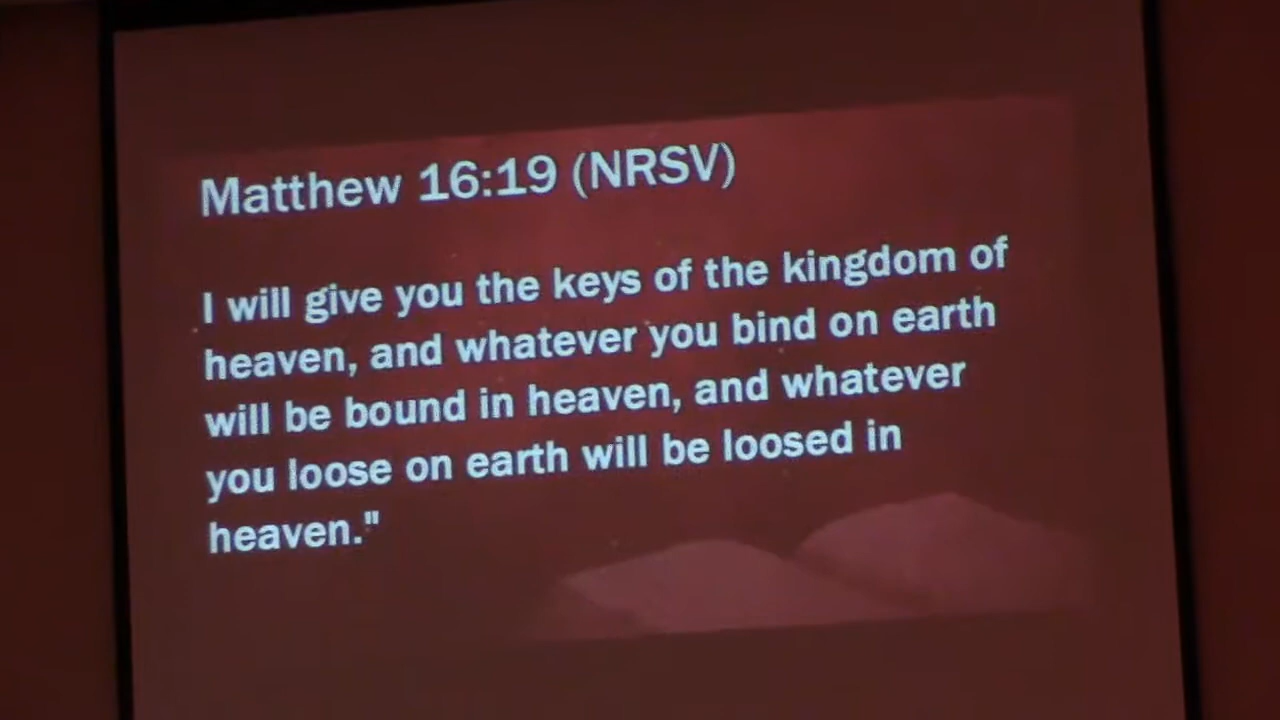 Matthew 16:19 (NRSV)
I will give you the keys of the kingdom of
heaven, and whatever you bind on earth
will be bound in heaven, and whatever
you loose on earth will be loosed in
heaven."